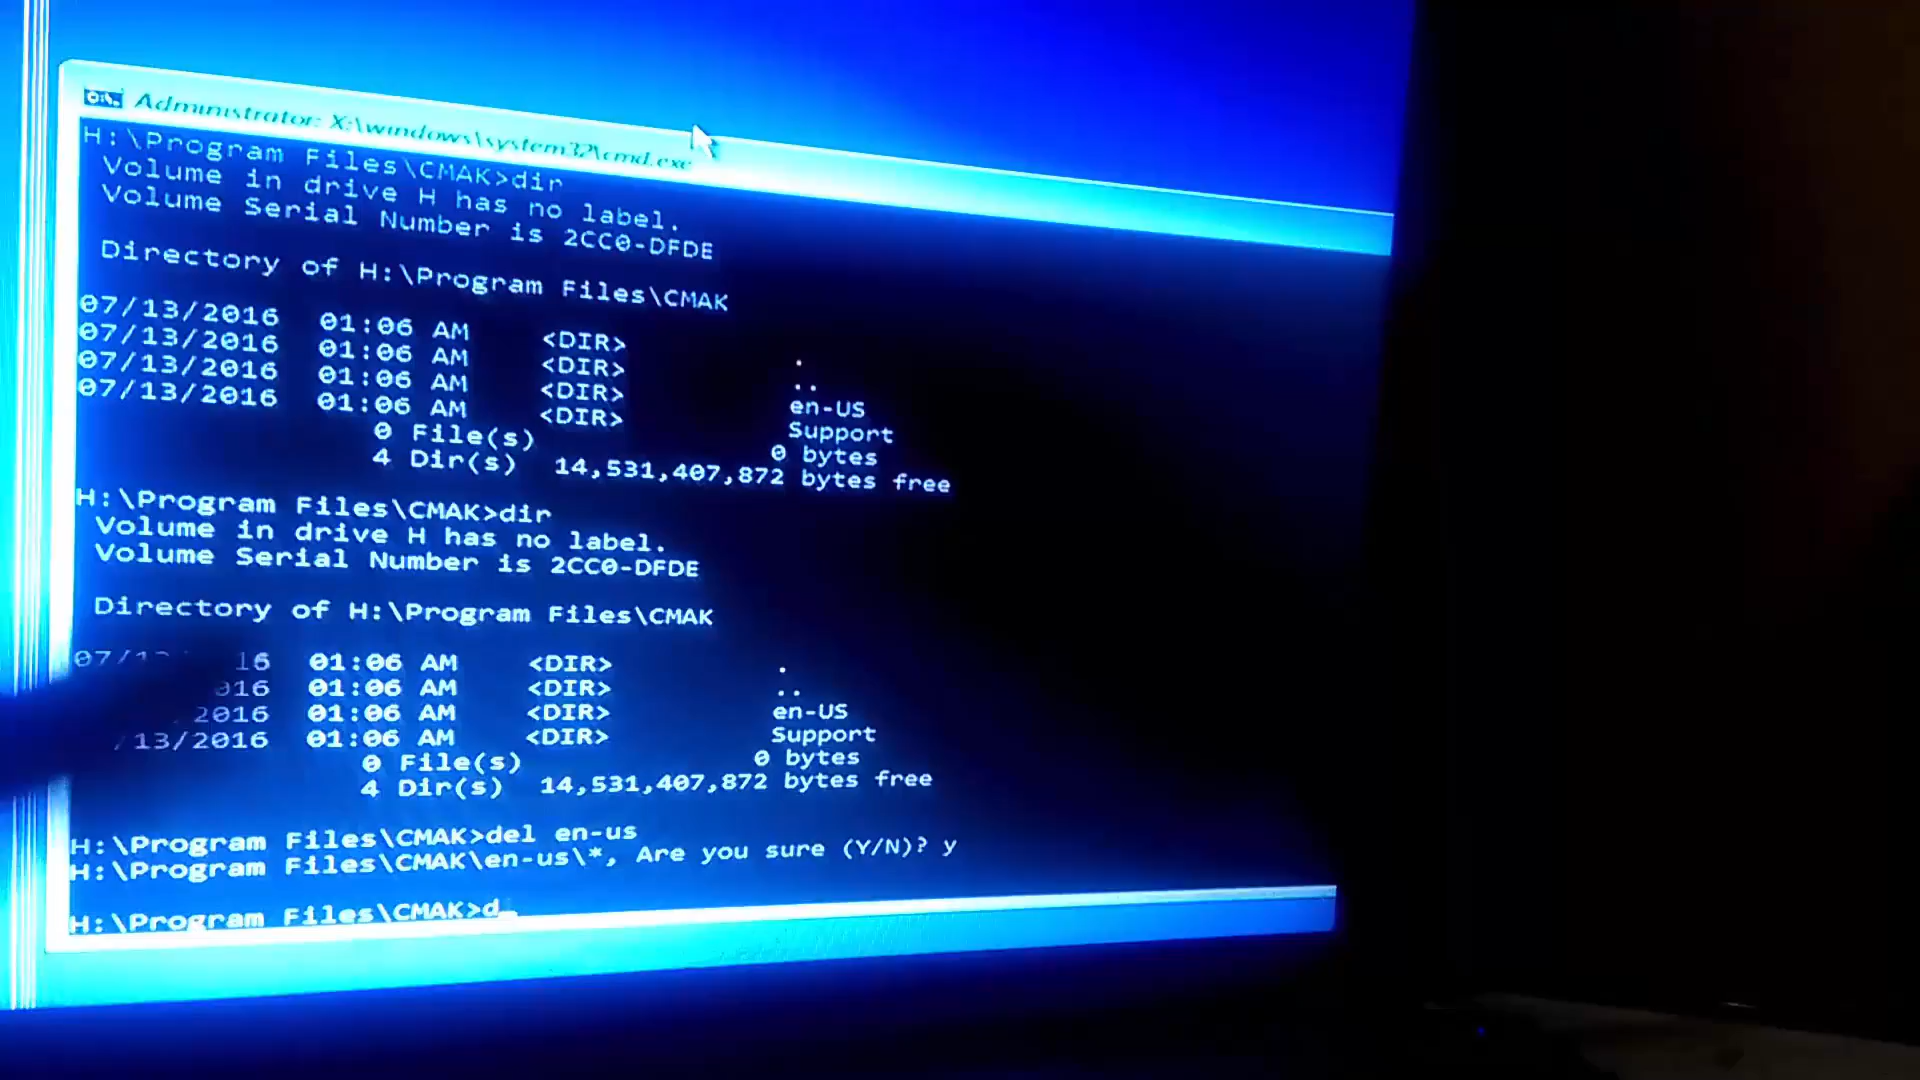 Administrator: X:\windows\system32\cmd.exe
H:\Program Files\CMAK>dir
Volume in drive H has no label.
Volume Serial Number is 2CC0-DFDE
Directory of H:\Program Files\CMAK
07/13/2016 01:06 AM <DIR> .
07/13/2016 01:06 AM <DIR> ..
07/13/2016 01:06 AM <DIR> en-US
07/13/2016 01:06 AM <DIR> Support
0 File(s) 0 bytes
4 Dir(s) 14,531,407,872 bytes free
H:\Program Files\CMAK>dir
Volume in drive H has no label.
Volume Serial Number is 2CC0-DFDE
Directory of H:\Program Files\CMAK
07/1 16 01:06 AM <DIR> .
016 01:06 AM <DIR> ..
2016 01:06 AM <DIR> en-US
/13/2016 01:06 AM <DIR> Support
0 File(s) 0 bytes
4 Dir(s) 14,531,407,872 bytes free
H:\Program Files\CMAK>del en-us
H:\Program Files\CMAK\en-us\*, Are you sure (Y/N)? y
H:\Program Files\CMAK>d_